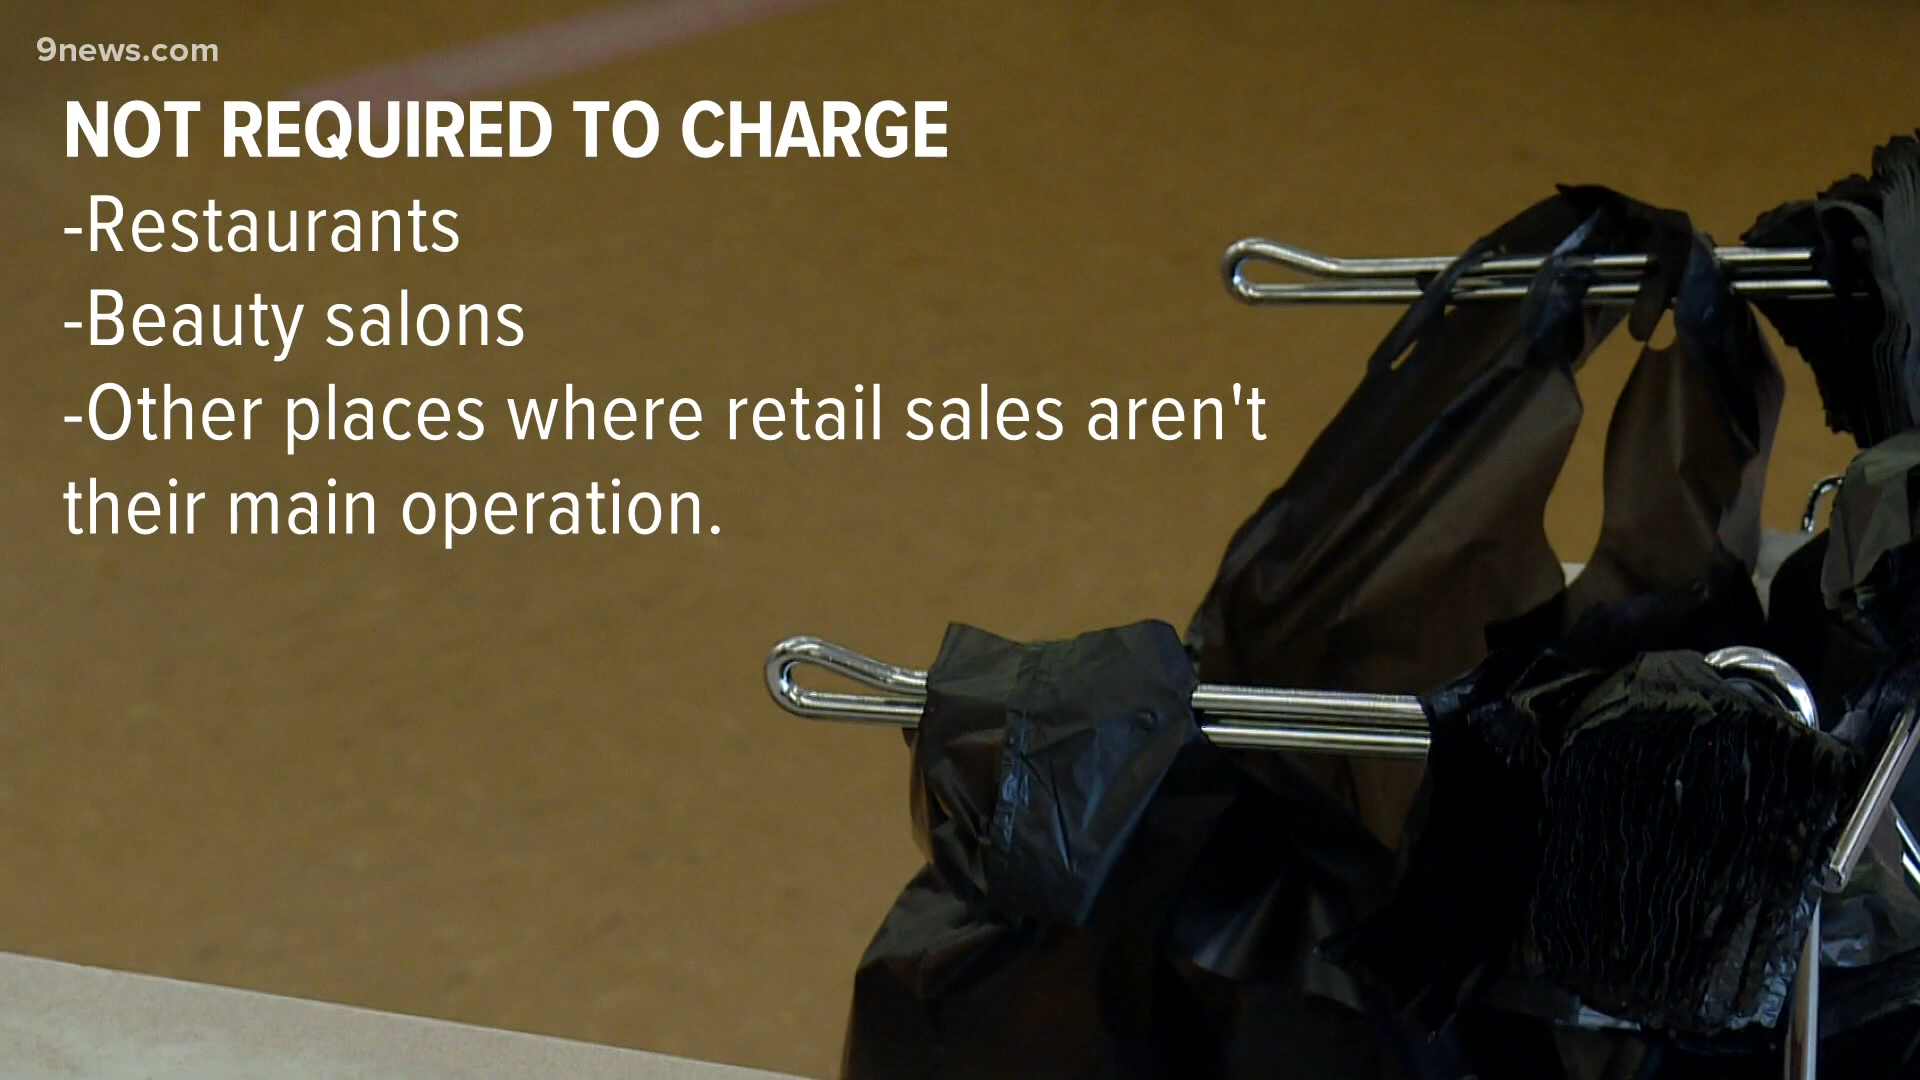 9news.com
NOT REQUIRED TO CHARGE
-Restaurants
-Beauty salons
-Other places where retail sales aren't
their main operation.